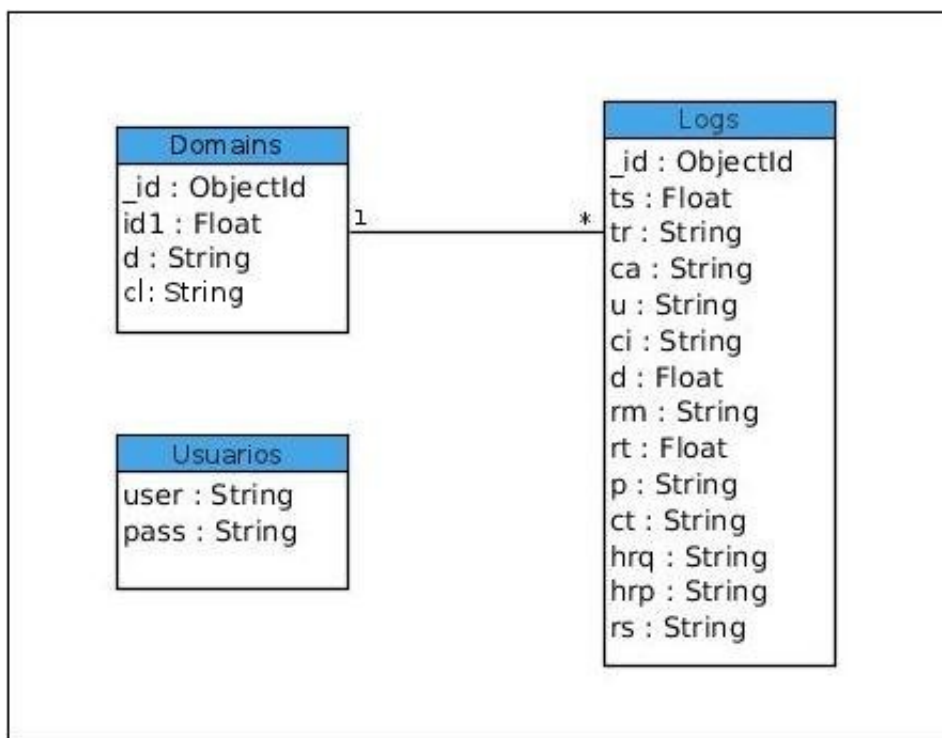 Domains
_id : ObjectId
id1 : Float
d : String
cl: String
1
*
Logs
_id : ObjectId
ts : Float
tr : String
ca : String
u : String
ci : String
d : Float
rm : String
rt : Float
p : String
ct : String
hrq : String
hrp : String
rs : String
Usuarios
user : String
pass : String